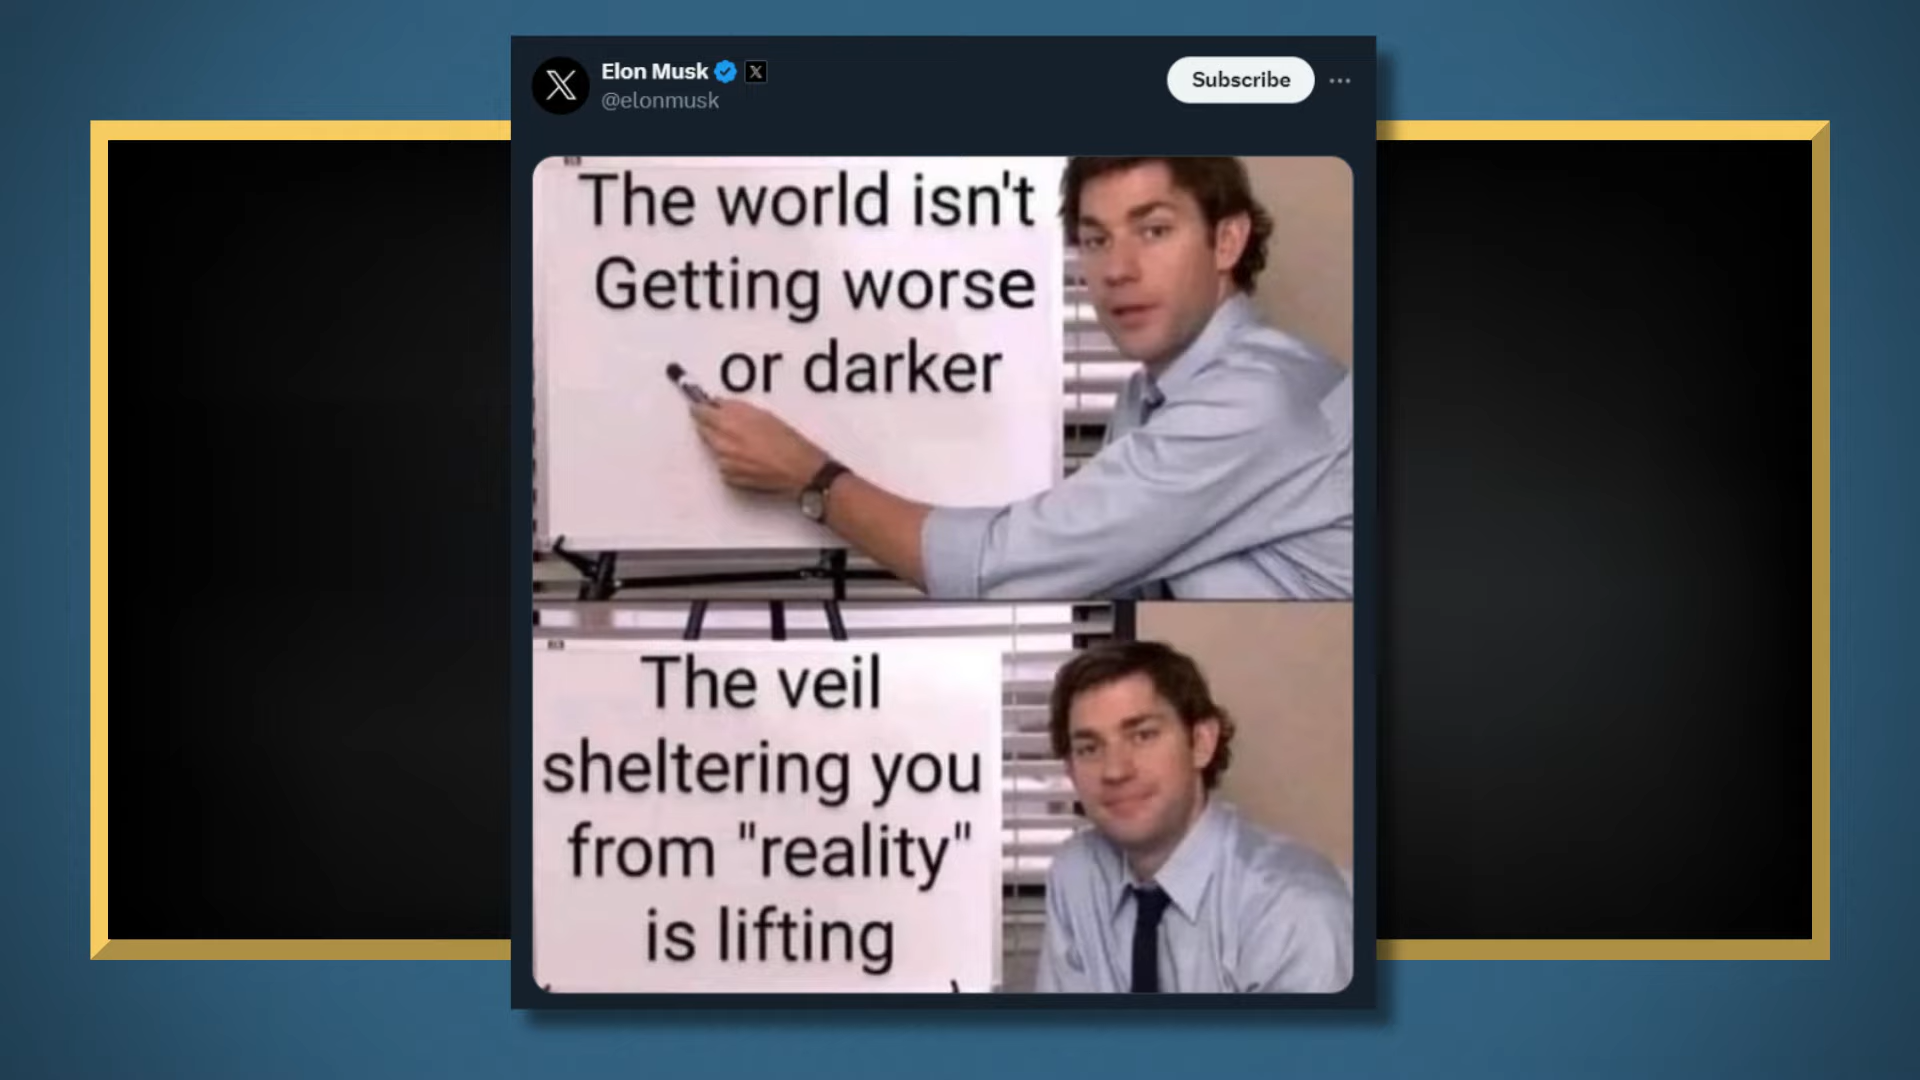 Elon Musk
@elonmusk
Subscribe
The world isn't
Getting worse
or darker
The veil
sheltering you
from "reality"
is lifting